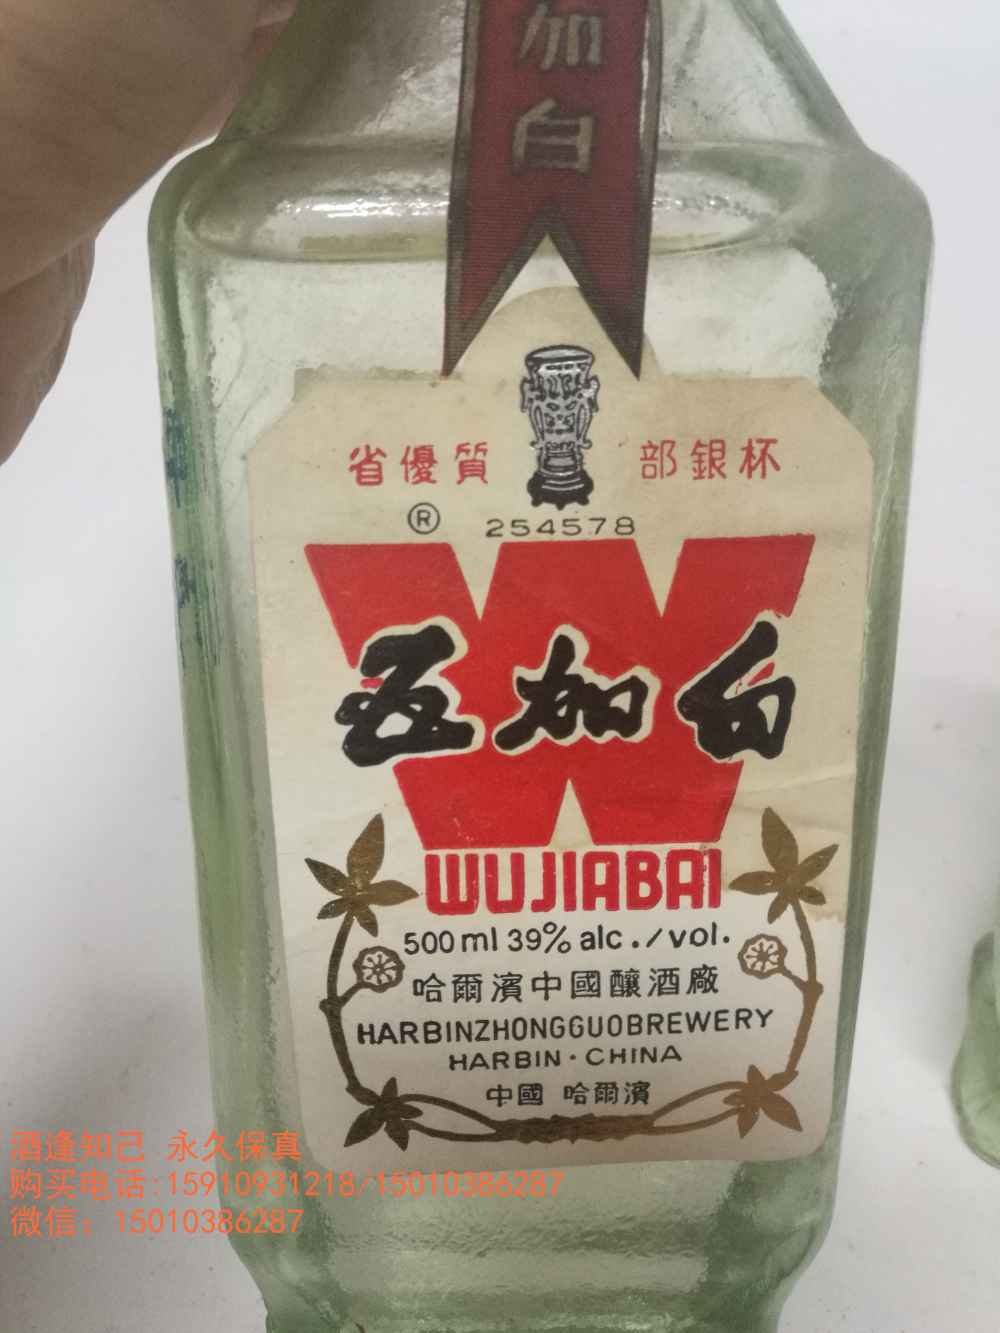 加
白
省優質
部銀杯
® 254578
五加白
WUJIABAI
500ml 39% alc./vol.
哈爾濱中國釀酒廠
HARBINZHONGGUOBREWERY
HARBIN·CHINA
中國 哈爾濱
酒逢知己 永久保真
购买电话:15910931218/15010386287
微信：15010386287